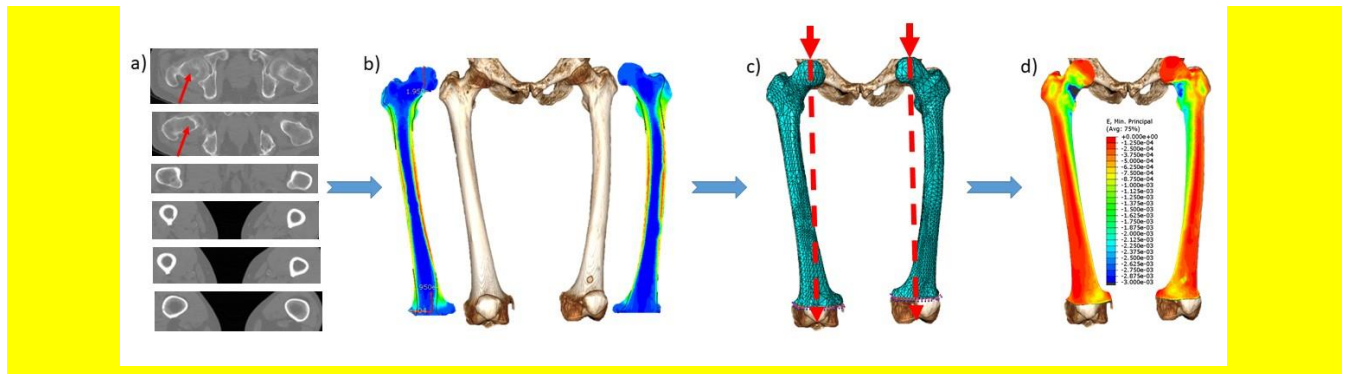 a)
b)
c)
d)
E, Min. Principal
(Avg: 75%)
+0.000e+00
-1.250e-04
-2.500e-04
-3.750e-04
-5.000e-04
-6.250e-04
-7.500e-04
-8.750e-04
-1.000e-03
-1.125e-03
-1.250e-03
-1.375e-03
-1.500e-03
-1.625e-03
-1.750e-03
-1.875e-03
-2.000e-03
-2.125e-03
-2.250e-03
-2.375e-03
-2.500e-03
-2.625e-03
-2.750e-03
-2.875e-03
-3.000e-03